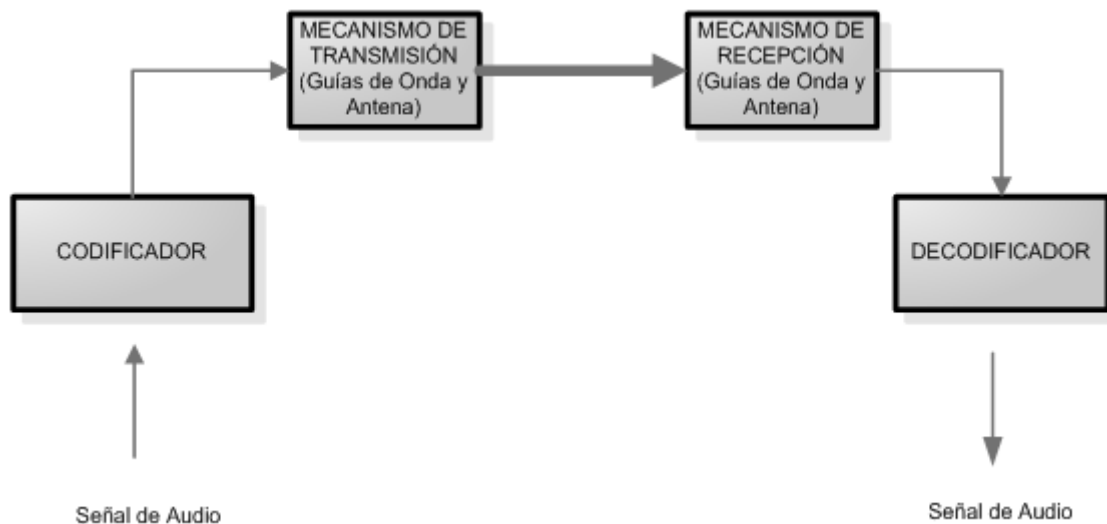 MECANISMO DE
TRANSMISIÓN
(Guías de Onda y
Antena)
MECANISMO DE
RECEPCIÓN
(Guías de Onda y
Antena)
CODIFICADOR
DECODIFICADOR
Señal de Audio
Señal de Audio